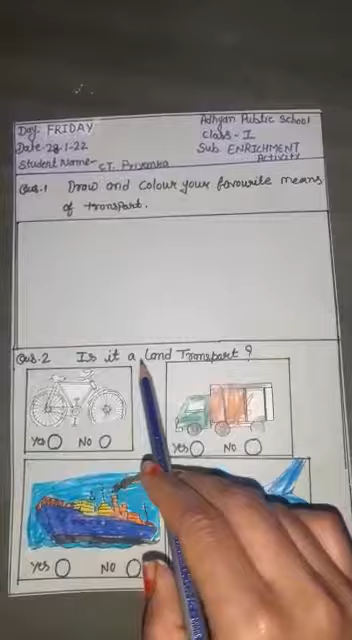 Day. FRIDAY
Adhyan Public School
Date. 28-1-22
Class - I
Sub. ENRICHMENT
Activity
Student Name- CT. Priyanka
Qus.1 Draw and Colour your favourite means
of transport.
Qus.2 Is it a Land Transport ?
Yes No
Yes No
Yes No